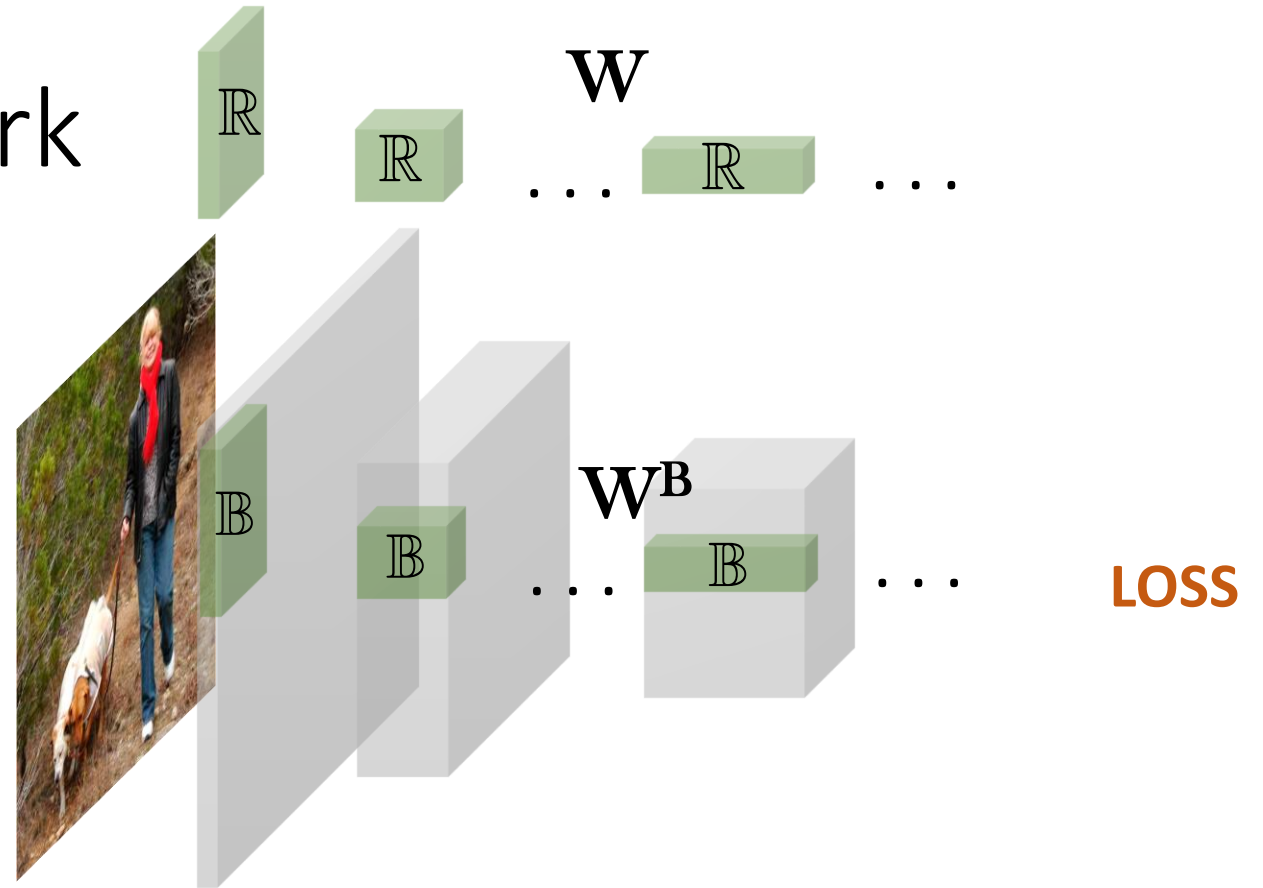 rk
W
ℝ
ℝ
. . .
ℝ
. . .
W^B
𝔹
𝔹
. . .
𝔹
. . .
LOSS